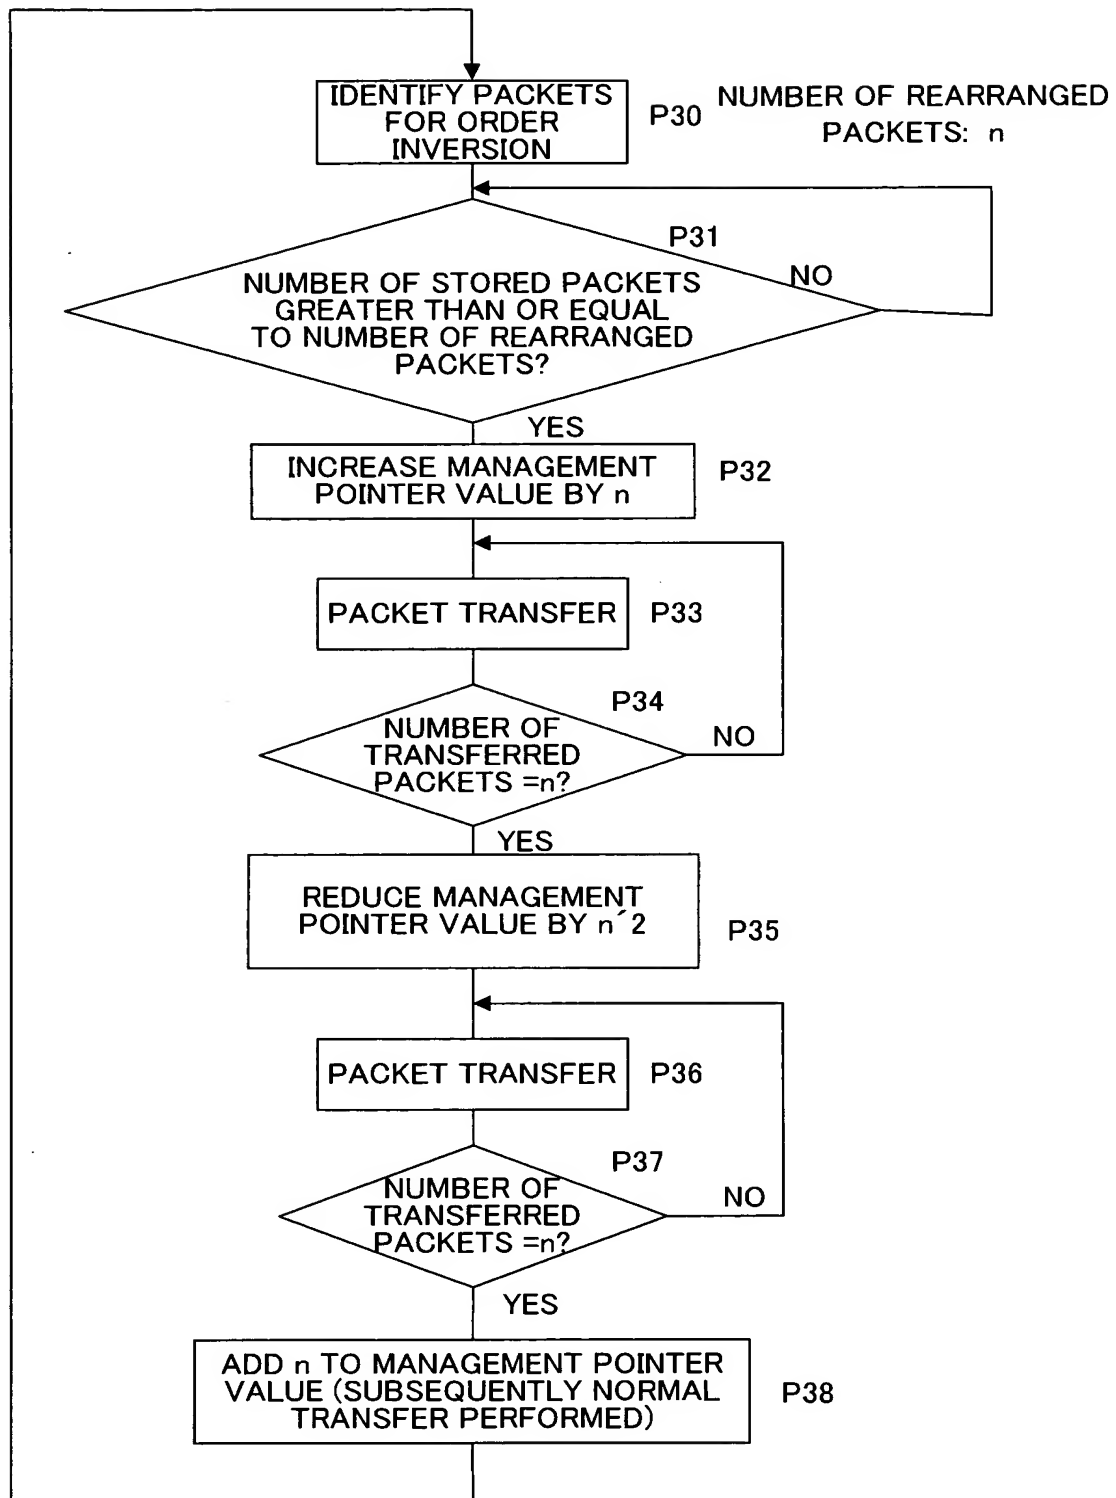 IDENTIFY PACKETS
FOR ORDER
INVERSION
P30
NUMBER OF REARRANGED
PACKETS: n
P31
NUMBER OF STORED PACKETS
GREATER THAN OR EQUAL
TO NUMBER OF REARRANGED
PACKETS?
NO
YES
INCREASE MANAGEMENT
POINTER VALUE BY n
P32
PACKET TRANSFER
P33
P34
NUMBER OF
TRANSFERRED
PACKETS =n?
NO
YES
REDUCE MANAGEMENT
POINTER VALUE BY n´2
P35
PACKET TRANSFER
P36
P37
NUMBER OF
TRANSFERRED
PACKETS =n?
NO
YES
ADD n TO MANAGEMENT POINTER
VALUE (SUBSEQUENTLY NORMAL
TRANSFER PERFORMED)
P38